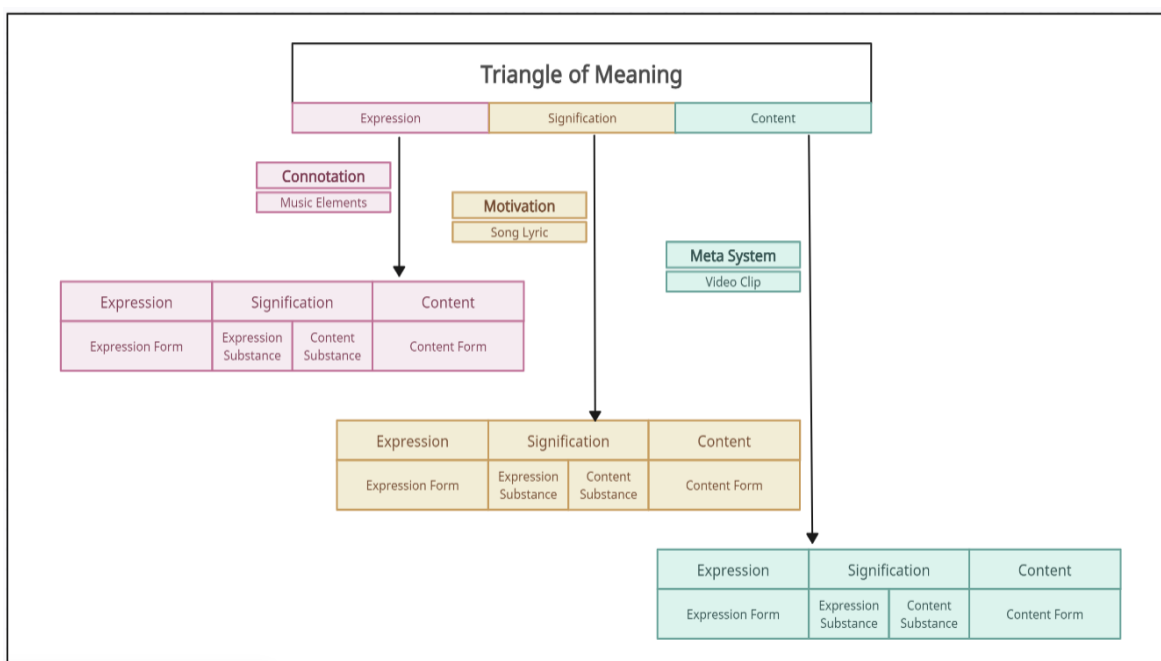 Triangle of Meaning
Expression
Signification
Content
Connotation
Music Elements
Motivation
Song Lyric
Meta System
Video Clip
Expression
Signification
Content
Expression Form
Expression
Substance
Content
Substance
Content Form
Expression
Signification
Content
Expression Form
Expression
Substance
Content
Substance
Content Form
Expression
Signification
Content
Expression Form
Expression
Substance
Content
Substance
Content Form